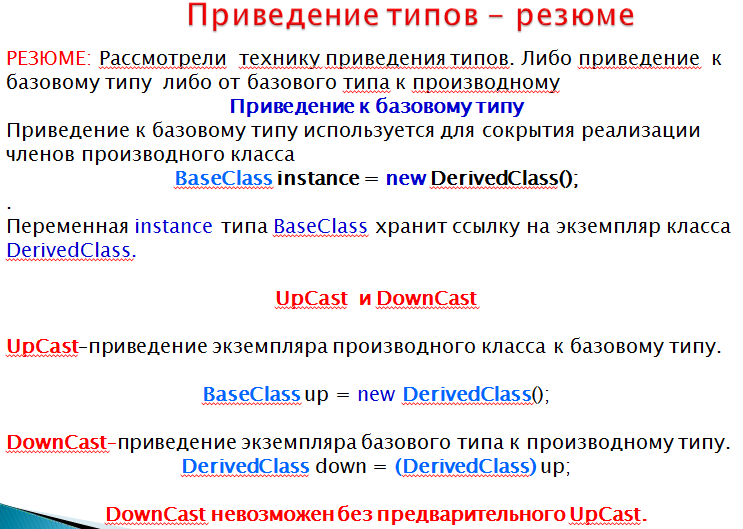 Приведение типов – резюме
РЕЗЮМЕ: Рассмотрели технику приведения типов. Либо приведение к
базовому типу либо от базового типа к производному
Приведение к базовому типу
Приведение к базовому типу используется для сокрытия реализации
членов производного класса
BaseClass instance = new DerivedClass();
.
Переменная instance типа BaseClass хранит ссылку на экземпляр класса
DerivedClass.
UpCast и DownCast
UpCast–приведение экземпляра производного класса к базовому типу.
BaseClass up = new DerivedClass();
DownCast–приведение экземпляра базового типа к производному типу.
DerivedClass down = (DerivedClass) up;
DownCast невозможен без предварительного UpCast.